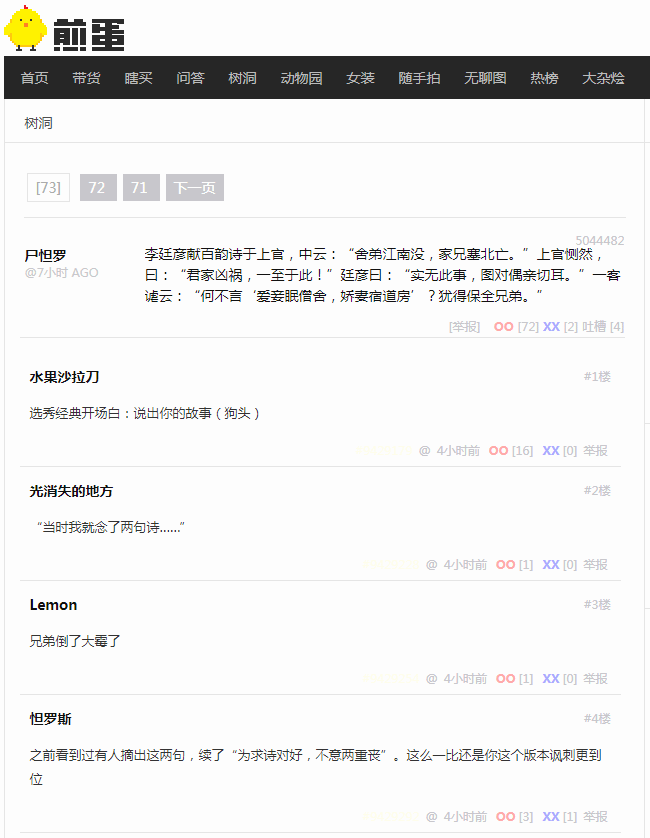 煎蛋
首页 带货 瞎买 问答 树洞 动物园 女装 随手拍 无聊图 热榜 大杂烩
树洞
[73] 72 71 下一页
5044482
尸怛罗
@7小时 AGO
李廷彦献百韵诗于上官，中云：“舍弟江南没，家兄塞北亡。”上官恻然，
曰：“君家凶祸，一至于此！”廷彦曰：“实无此事，图对偶亲切耳。”一客
谑云：“何不言‘爱妾眠僧舍，娇妻宿道房’？犹得保全兄弟。”
[举报] OO [72] XX [2] 吐槽 [4]
水果沙拉刀 #1楼
选秀经典开场白：说出你的故事（狗头）
@ 4小时前 OO [16] XX [0] 举报
光消失的地方 #2楼
“当时我就念了两句诗……”
@ 4小时前 OO [1] XX [0] 举报
Lemon #3楼
兄弟倒了大霉了
@ 4小时前 OO [1] XX [0] 举报
怛罗斯 #4楼
之前看到过有人摘出这两句，续了“为求诗对好，不意两重丧”。这么一比还是你这个版本讽刺更到
位
@ 4小时前 OO [3] XX [1] 举报